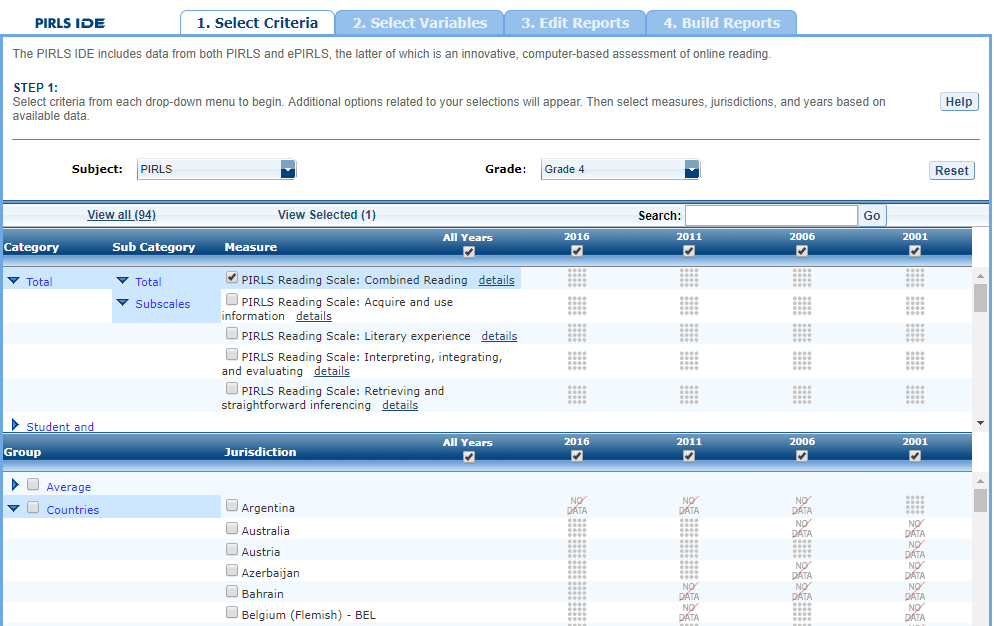 PIRLS IDE 1. Select Criteria 2. Select Variables 3. Edit Reports 4. Build Reports
The PIRLS IDE includes data from both PIRLS and ePIRLS, the latter of which is an innovative, computer-based assessment of online reading.
STEP 1:
Select criteria from each drop-down menu to begin. Additional options related to your selections will appear. Then select measures, jurisdictions, and years based on
available data.
Help
Subject: PIRLS Grade: Grade 4 Reset
View all (94) View Selected (1) Search: Go
Category Sub Category Measure All Years 2016 2011 2006 2001
Total Total PIRLS Reading Scale: Combined Reading details
Subscales PIRLS Reading Scale: Acquire and use
information details
PIRLS Reading Scale: Literary experience details
PIRLS Reading Scale: Interpreting, integrating,
and evaluating details
PIRLS Reading Scale: Retrieving and
straightforward inferencing details
Student and
Group Jurisdiction All Years 2016 2011 2006 2001
Average
Countries Argentina NO DATA NO DATA NO DATA
Australia NO DATA NO DATA
Austria NO DATA
Azerbaijan NO DATA NO DATA
Bahrain NO DATA NO DATA NO DATA
Belgium (Flemish) - BEL NO DATA NO DATA